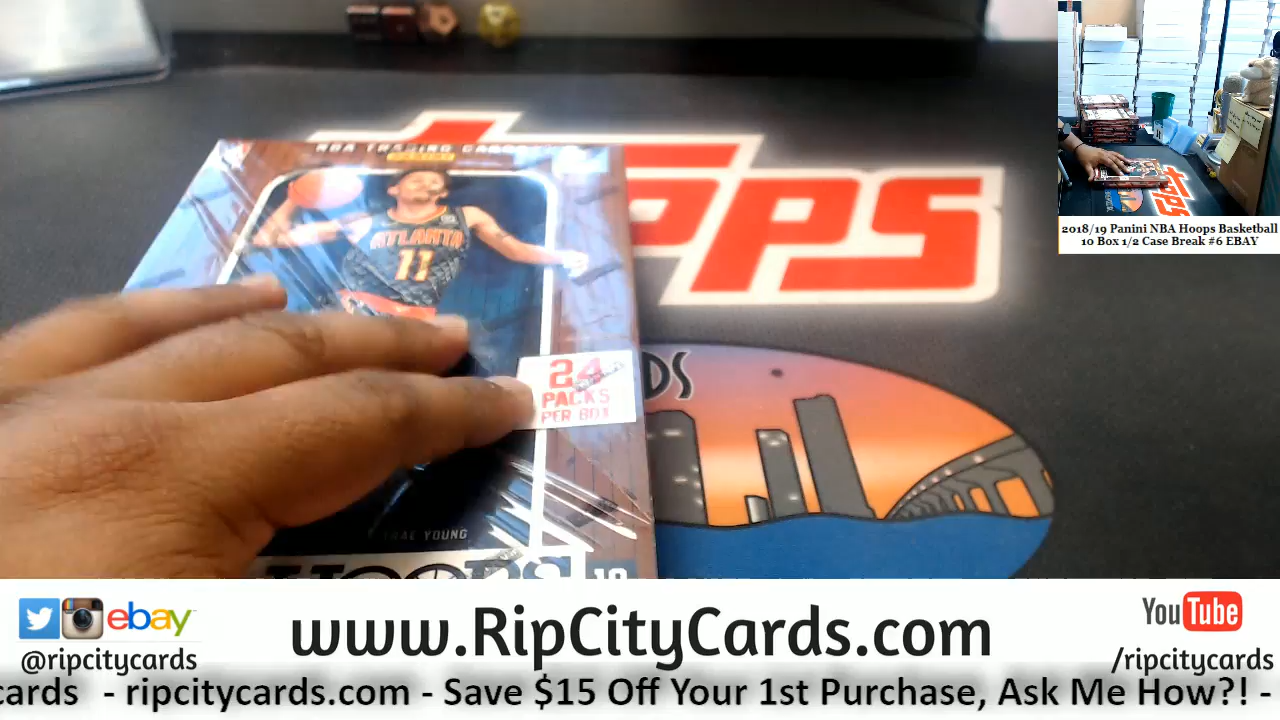 NBA TRADING CARDS
PANINI
topps
ATLANTA
11
24
PACKS
PER BOX
TRAE YOUNG
HOOPS
2018/19 Panini NBA Hoops Basketball
10 Box 1/2 Case Break #6 EBAY
ebay
@ripcitycards
www.RipCityCards.com
YouTube
/ripcitycards
cards - ripcitycards.com - Save $15 Off Your 1st Purchase, Ask Me How?! -